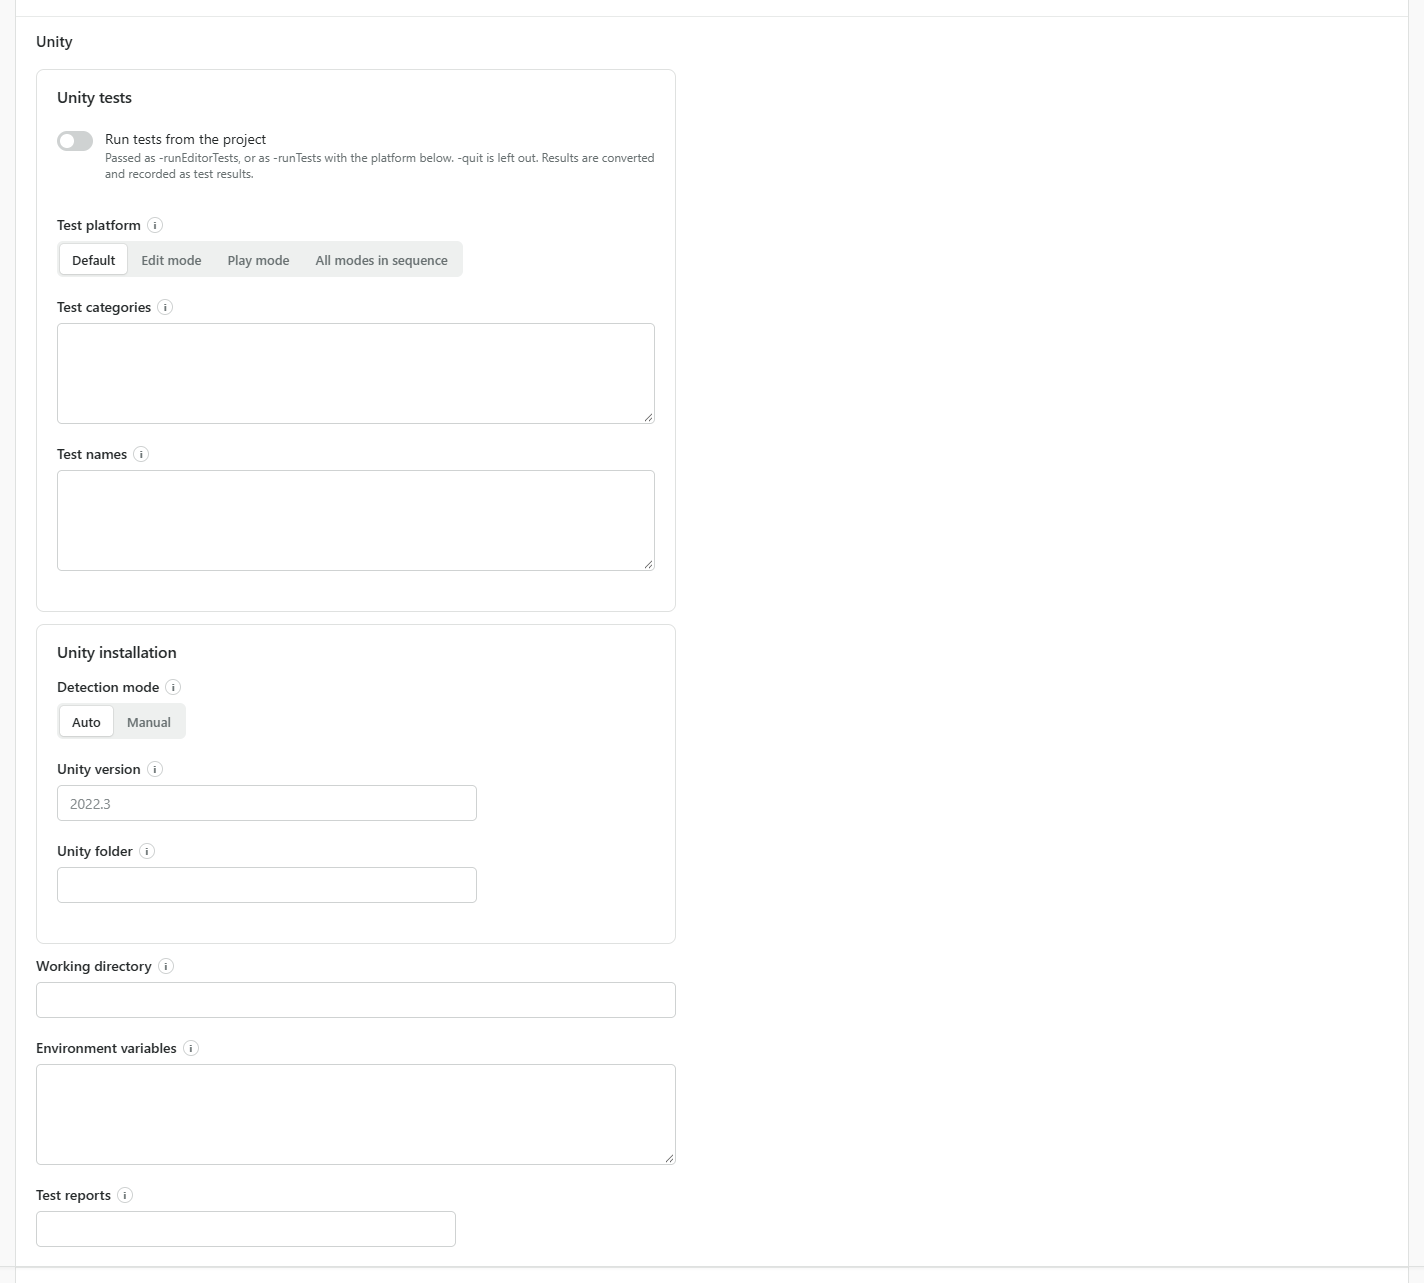 Unity
Unity tests
Run tests from the project
Passed as -runEditorTests, or as -runTests with the platform below. -quit is left out. Results are converted
and recorded as test results.
Test platform
Default Edit mode Play mode All modes in sequence
Test categories
Test names
Unity installation
Detection mode
Auto Manual
Unity version
2022.3
Unity folder
Working directory
Environment variables
Test reports